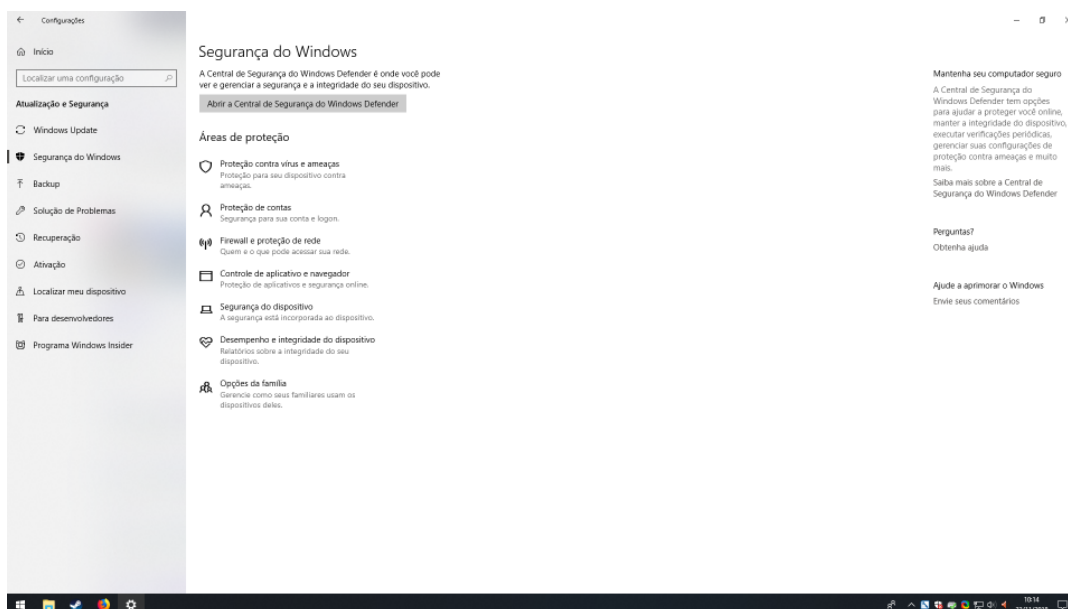 Configurações
Início
Localizar uma configuração
Atualização e Segurança
Windows Update
Segurança do Windows
Backup
Solução de Problemas
Recuperação
Ativação
Localizar meu dispositivo
Para desenvolvedores
Programa Windows Insider
Segurança do Windows
A Central de Segurança do Windows Defender é onde você pode
ver e gerenciar a segurança e a integridade do seu dispositivo.
Abrir a Central de Segurança do Windows Defender
Áreas de proteção
Proteção contra vírus e ameaças
Proteção para seu dispositivo contra
ameaças.
Proteção de contas
Segurança para sua conta e logon.
Firewall e proteção de rede
Quem e o que pode acessar sua rede.
Controle de aplicativo e navegador
Proteção de aplicativos e segurança online.
Segurança do dispositivo
A segurança está incorporada ao dispositivo.
Desempenho e integridade do dispositivo
Relatórios sobre a integridade do seu
dispositivo.
Opções da família
Gerencie como seus familiares usam os
dispositivos deles.
Mantenha seu computador seguro
A Central de Segurança do
Windows Defender tem opções
para ajudar a proteger você online,
manter a integridade do dispositivo,
executar verificações periódicas,
gerenciar suas configurações de
proteção contra ameaças e muito
mais.
Saiba mais sobre a Central de
Segurança do Windows Defender
Perguntas?
Obtenha ajuda
Ajude a aprimorar o Windows
Envie seus comentários
10:14